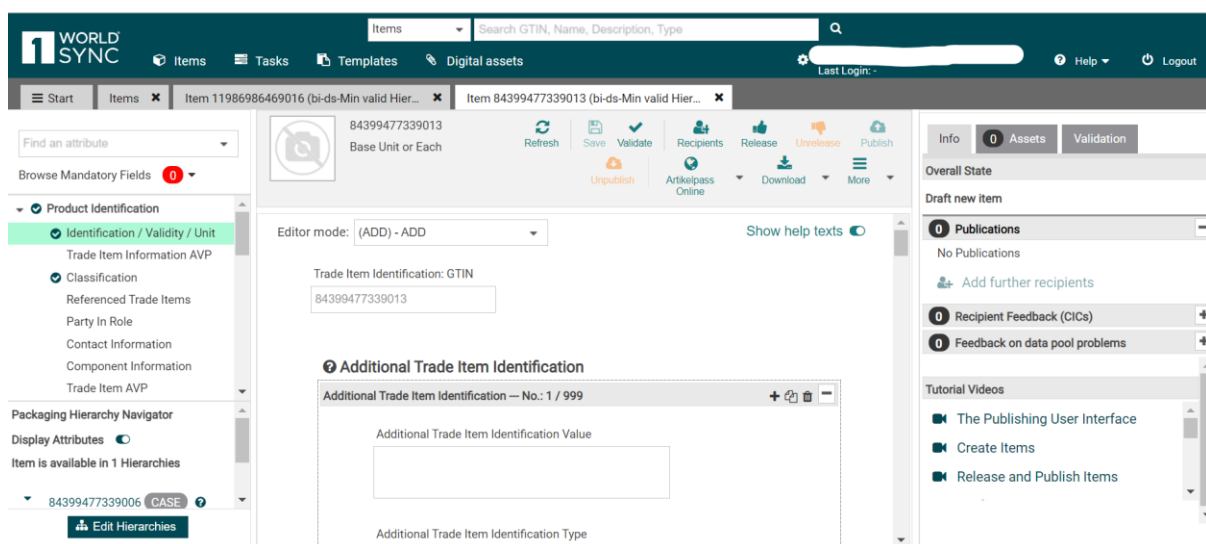 WORLD
SYNC
Items
Search GTIN, Name, Description, Type
Items
Tasks
Templates
Digital assets
Last Login: -
Help
Logout
Start
Items
Item 11986986469016 (bi-ds-Min valid Hier...
Item 84399477339013 (bi-ds-Min valid Hier...
Find an attribute
Browse Mandatory Fields 0
Product Identification
Identification / Validity / Unit
Trade Item Information AVP
Classification
Referenced Trade Items
Party In Role
Contact Information
Component Information
Trade Item AVP
Packaging Hierarchy Navigator
Display Attributes
Item is available in 1 Hierarchies
84399477339006 CASE
Edit Hierarchies
84399477339013
Base Unit or Each
Refresh
Save
Validate
Recipients
Release
Unrelease
Publish
Unpublish
Artikelpass
Online
Download
More
Editor mode: (ADD) - ADD
Show help texts
Trade Item Identification: GTIN
84399477339013
Additional Trade Item Identification
Additional Trade Item Identification — No.: 1 / 999
Additional Trade Item Identification Value
Additional Trade Item Identification Type
Info
0 Assets
Validation
Overall State
Draft new item
0 Publications
No Publications
Add further recipients
0 Recipient Feedback (CICs)
0 Feedback on data pool problems
Tutorial Videos
The Publishing User Interface
Create Items
Release and Publish Items